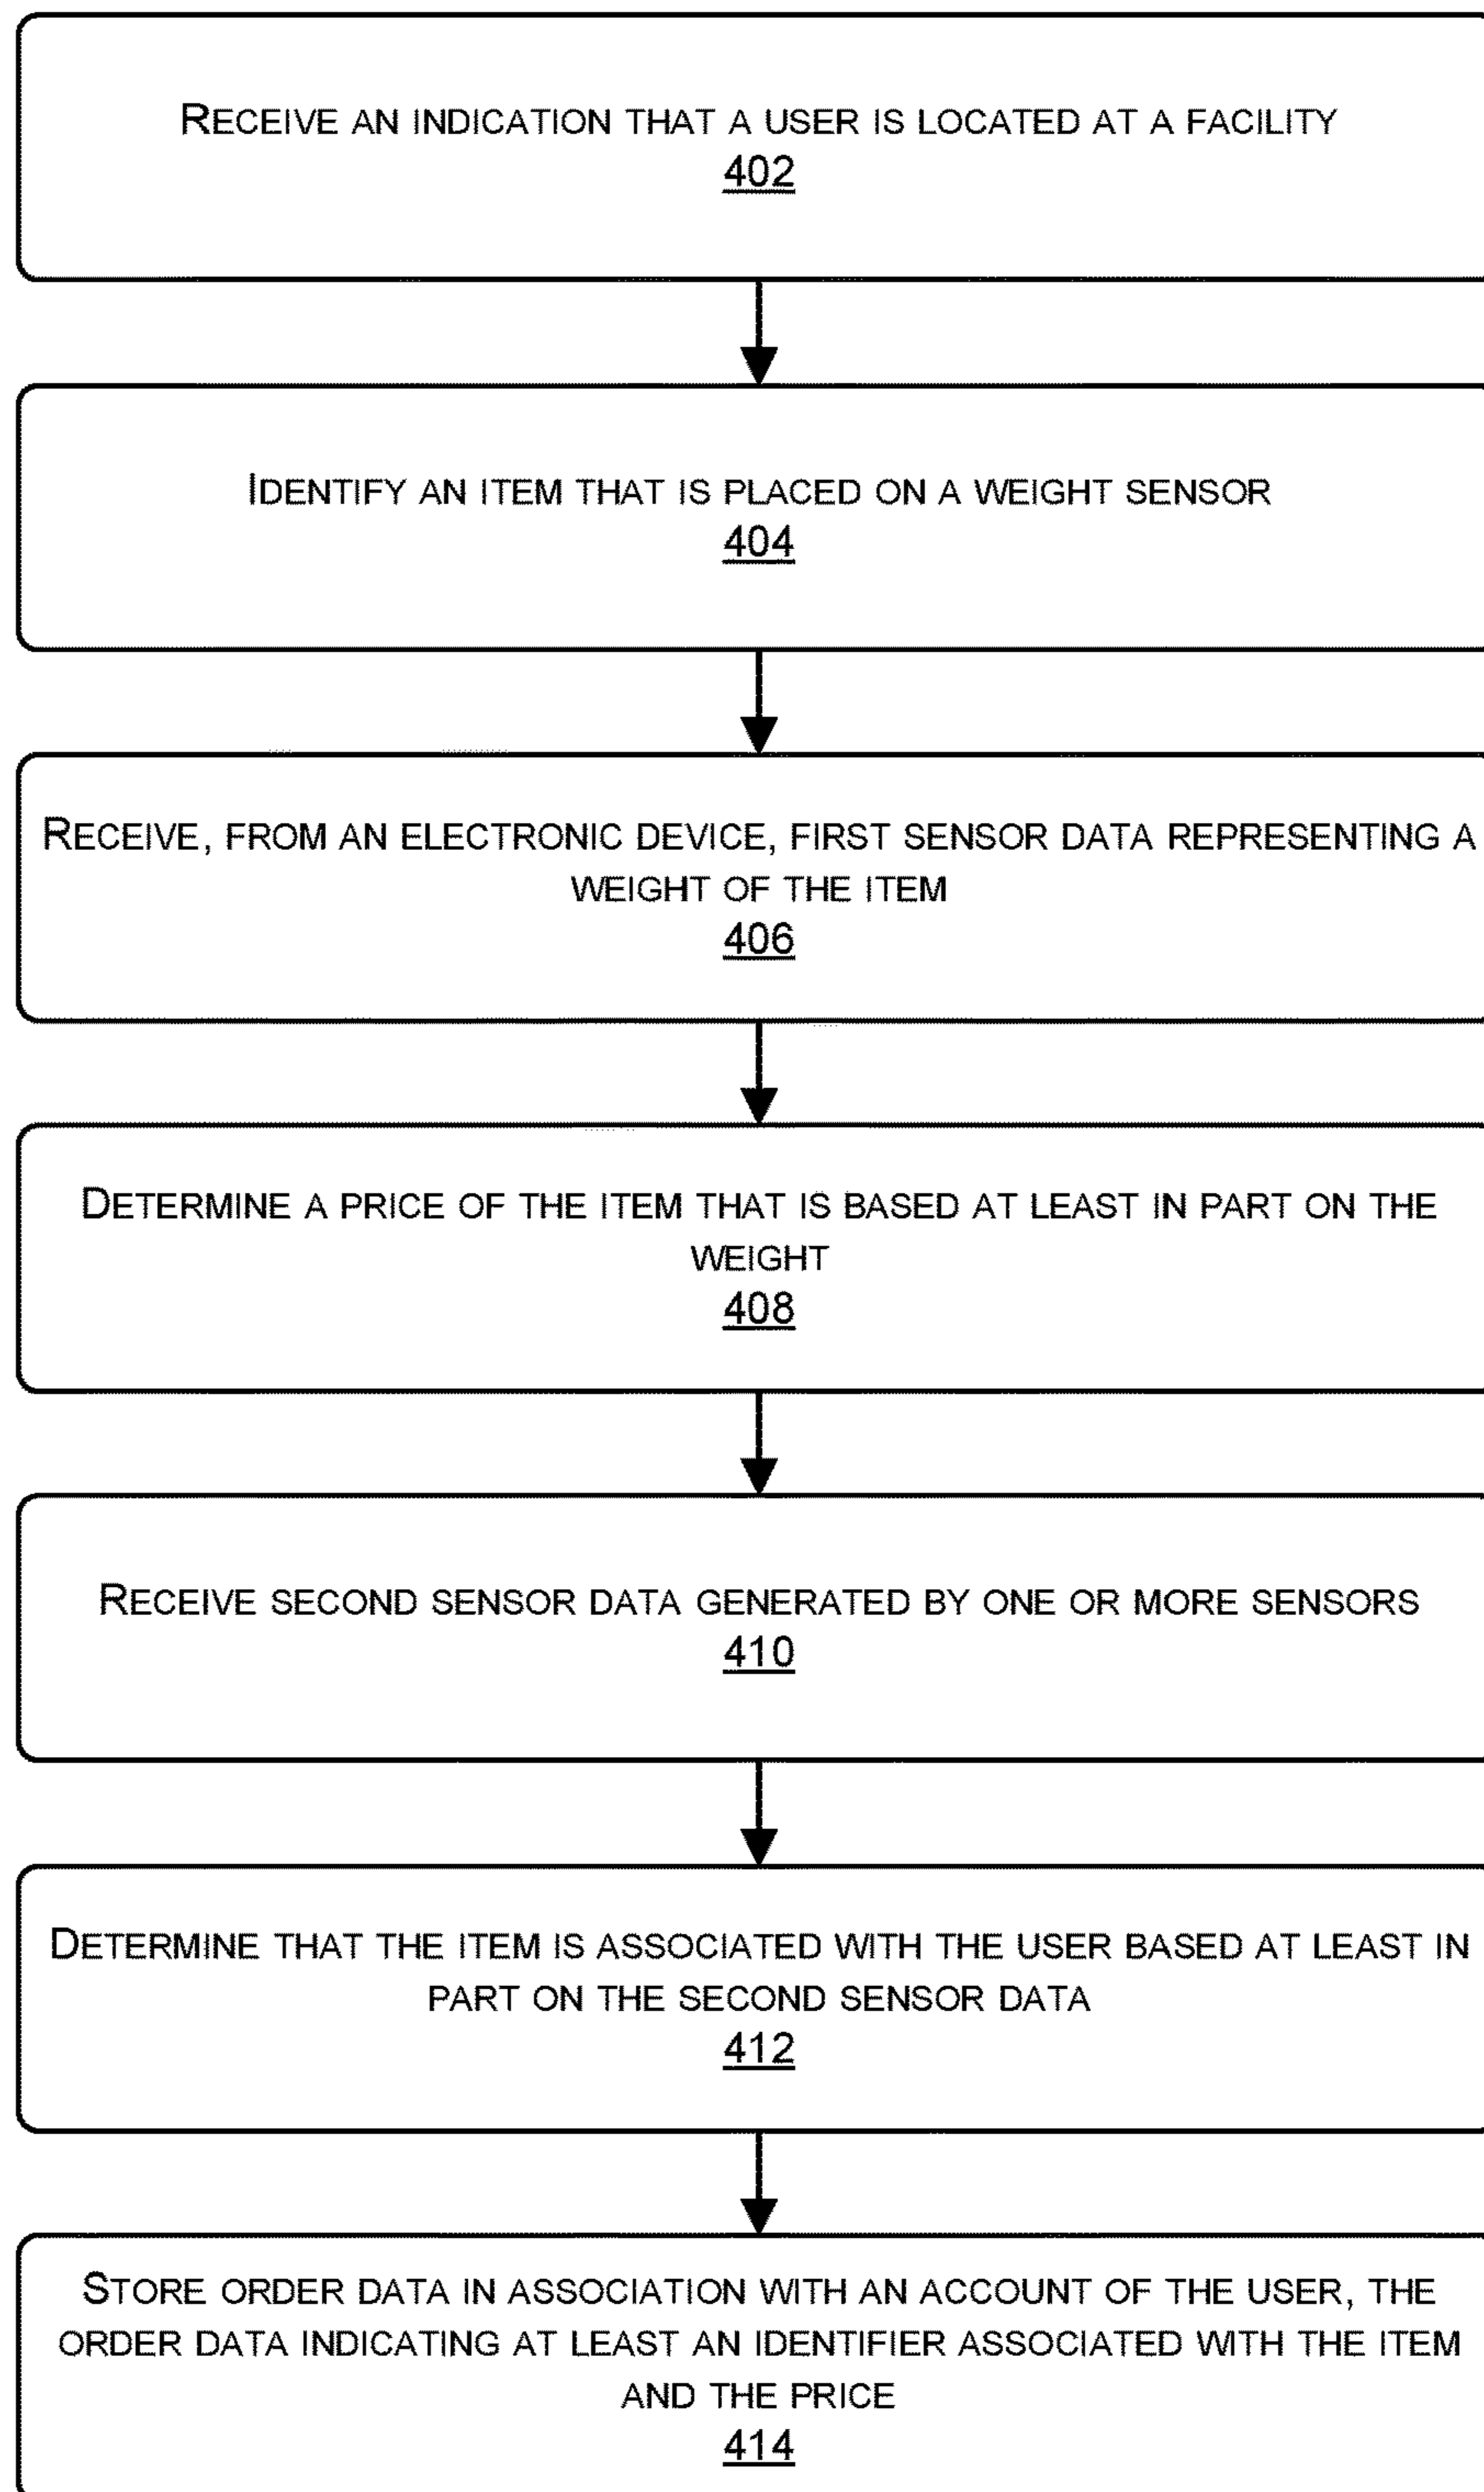 RECEIVE AN INDICATION THAT A USER IS LOCATED AT A FACILITY
402
IDENTIFY AN ITEM THAT IS PLACED ON A WEIGHT SENSOR
404
RECEIVE, FROM AN ELECTRONIC DEVICE, FIRST SENSOR DATA REPRESENTING A
WEIGHT OF THE ITEM
406
DETERMINE A PRICE OF THE ITEM THAT IS BASED AT LEAST IN PART ON THE
WEIGHT
408
RECEIVE SECOND SENSOR DATA GENERATED BY ONE OR MORE SENSORS
410
DETERMINE THAT THE ITEM IS ASSOCIATED WITH THE USER BASED AT LEAST IN
PART ON THE SECOND SENSOR DATA
412
STORE ORDER DATA IN ASSOCIATION WITH AN ACCOUNT OF THE USER, THE
ORDER DATA INDICATING AT LEAST AN IDENTIFIER ASSOCIATED WITH THE ITEM
AND THE PRICE
414